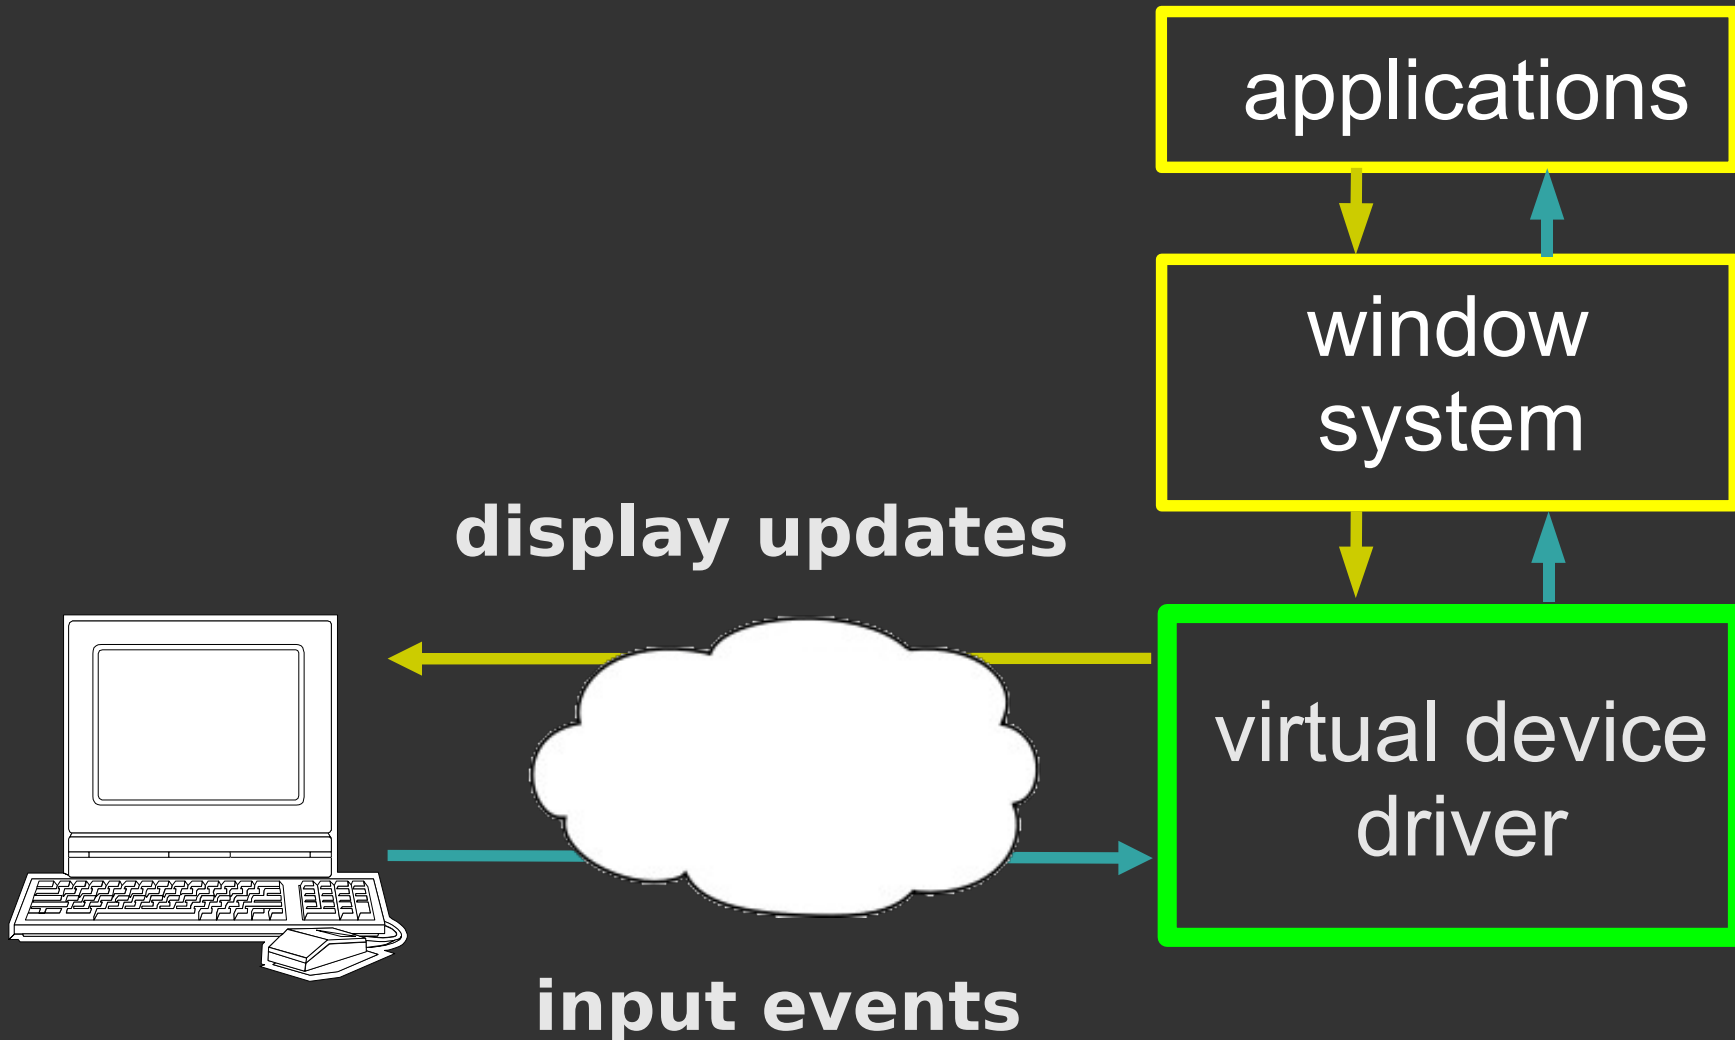 applications
window
system
display updates
virtual device
driver
input events